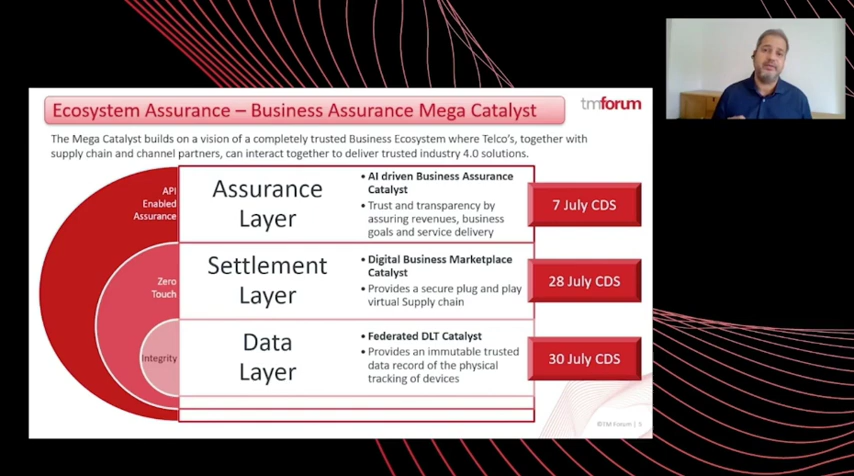 Ecosystem Assurance – Business Assurance Mega Catalyst
tmforum
The Mega Catalyst builds on a vision of a completely trusted Business Ecosystem where Telco's, together with
supply chain and channel partners, can interact together to deliver trusted industry 4.0 solutions.
API
Enabled
Assurance
Assurance
Layer
• AI driven Business Assurance
Catalyst
• Trust and transparency by
assuring revenues, business
goals and service delivery
7 July CDS
Zero
Touch
Settlement
Layer
• Digital Business Marketplace
Catalyst
• Provides a secure plug and play
virtual Supply chain
28 July CDS
Integrity
Data
Layer
• Federated DLT Catalyst
• Provides an immutable trusted
data record of the physical
tracking of devices
30 July CDS
©TM Forum | 5